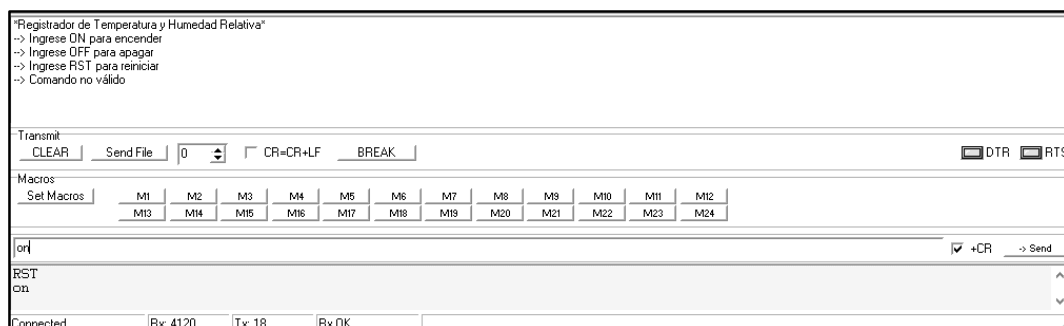 "Registrador de Temperatura y Humedad Relativa"
--> Ingrese ON para encender
--> Ingrese OFF para apagar
--> Ingrese RST para reiniciar
--> Comando no válido
Transmit
CLEAR Send File 0 CR=CR+LF BREAK DTR RTS
Macros
Set Macros M1 M2 M3 M4 M5 M6 M7 M8 M9 M10 M11 M12
M13 M14 M15 M16 M17 M18 M19 M20 M21 M22 M23 M24
on +CR -> Send
RST
on
Connected Rx: 4120 Tx: 18 Rx OK